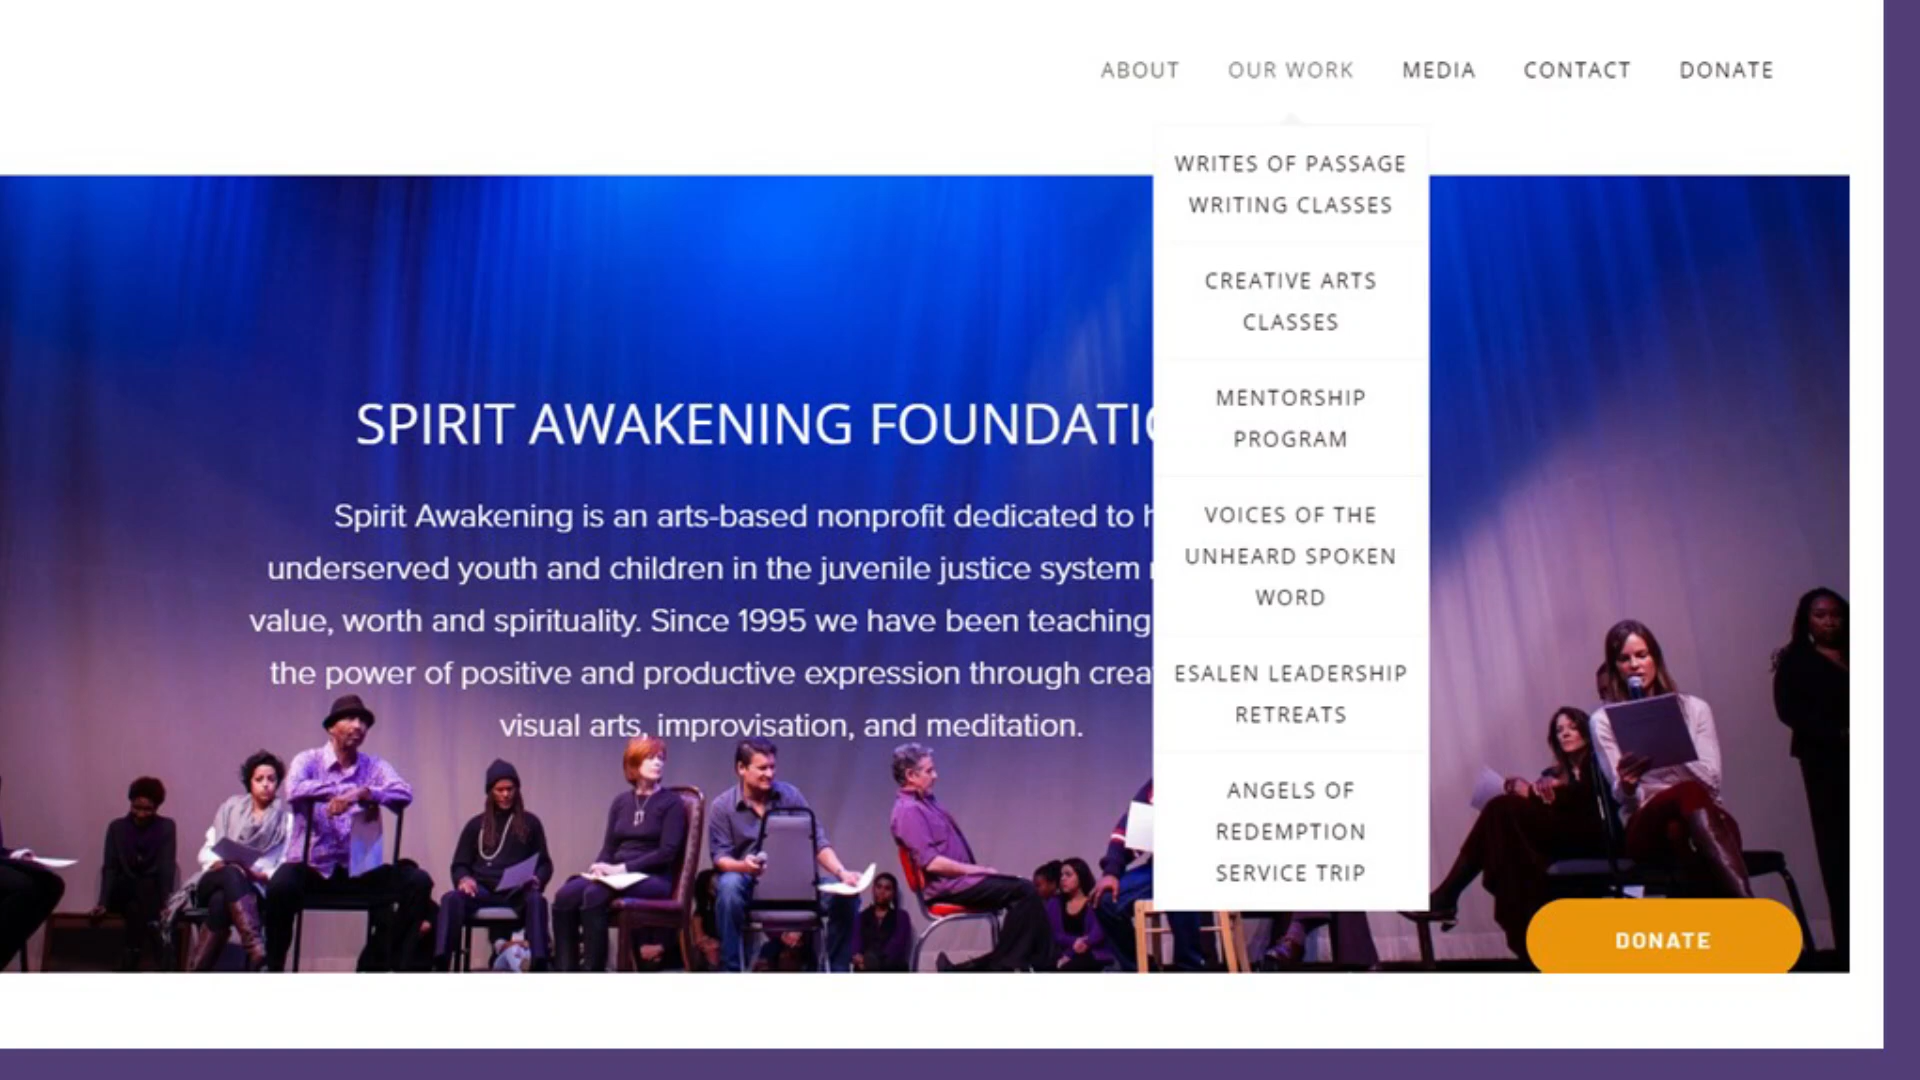 ABOUT OUR WORK MEDIA CONTACT DONATE
WRITES OF PASSAGE
WRITING CLASSES
CREATIVE ARTS
CLASSES
MENTORSHIP
PROGRAM
VOICES OF THE
UNHEARD SPOKEN
WORD
ESALEN LEADERSHIP
RETREATS
ANGELS OF
REDEMPTION
SERVICE TRIP
SPIRIT AWAKENING
Spirit Awakening is an arts-based nonprofit dedicated to
underserved youth and children in the juvenile justice system
value, worth and spirituality. Since 1995 we have been teaching
the power of positive and productive expression through
visual arts, improvisation, and meditation.
DONATE